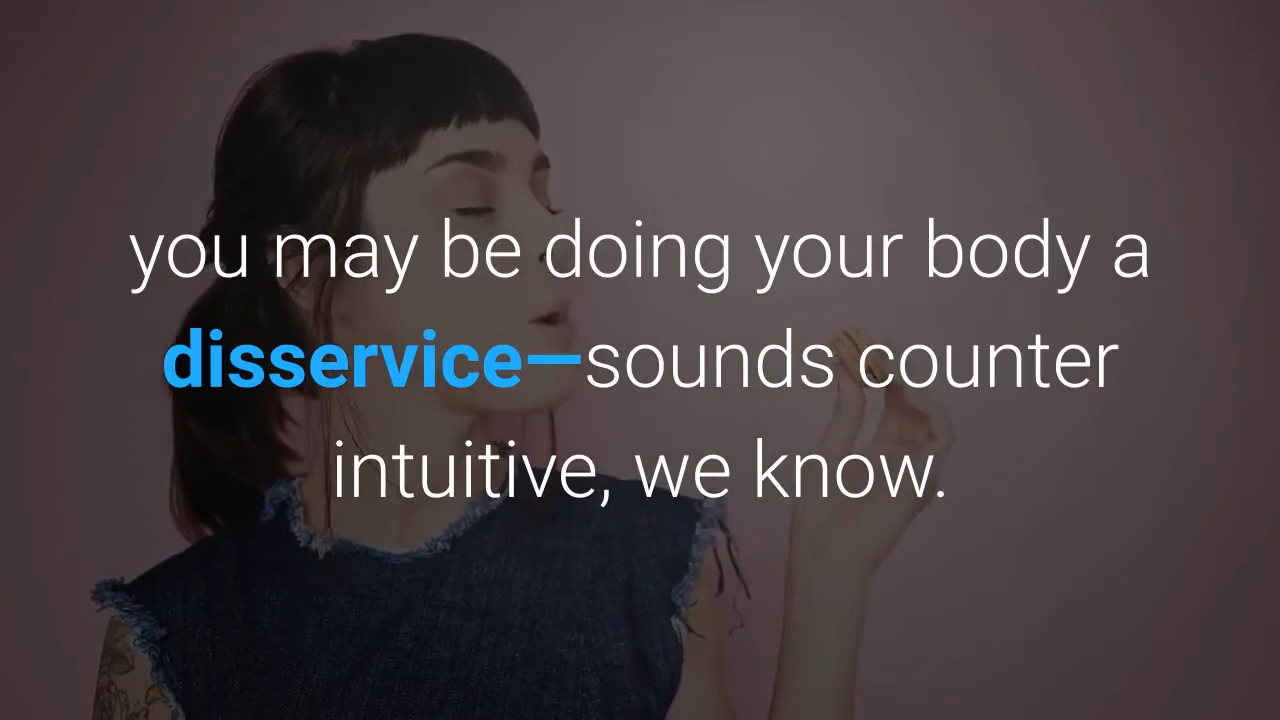 you may be doing your body a
disservice—sounds counter
intuitive, we know.